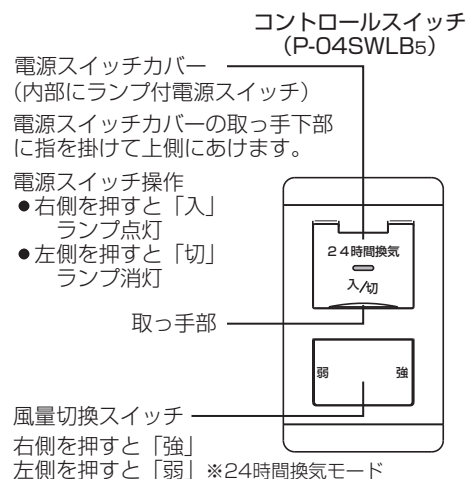 コントロールスイッチ
（P-04SWLB5）
電源スイッチカバー
（内部にランプ付電源スイッチ）
電源スイッチカバーの取っ手下部
に指を掛けて上側にあけます。
電源スイッチ操作
●右側を押すと「入」
ランプ点灯
●左側を押すと「切」
ランプ消灯
取っ手部
24時間換気
入/切
弱 強
風量切換スイッチ
右側を押すと「強」
左側を押すと「弱」※24時間換気モード